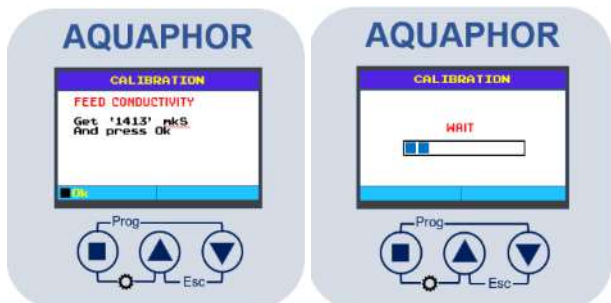 AQUAPHOR
CALIBRATION
FEED CONDUCTIVITY
Get '1413' mkS
And press Ok
Ok
Prog
Esc
AQUAPHOR
CALIBRATION
WAIT
Prog
Esc